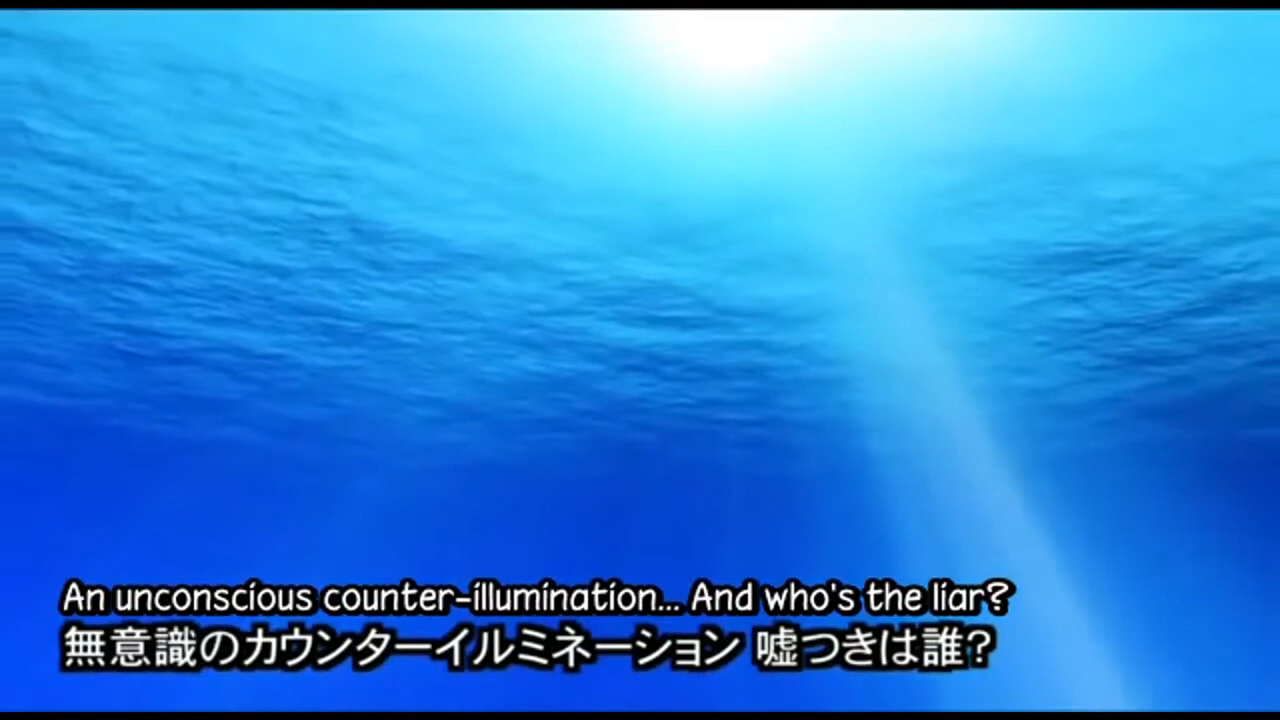 An unconscious counter-illumination... And who's the liar?
無意識のカウンターイルミネーション 嘘つきは誰?